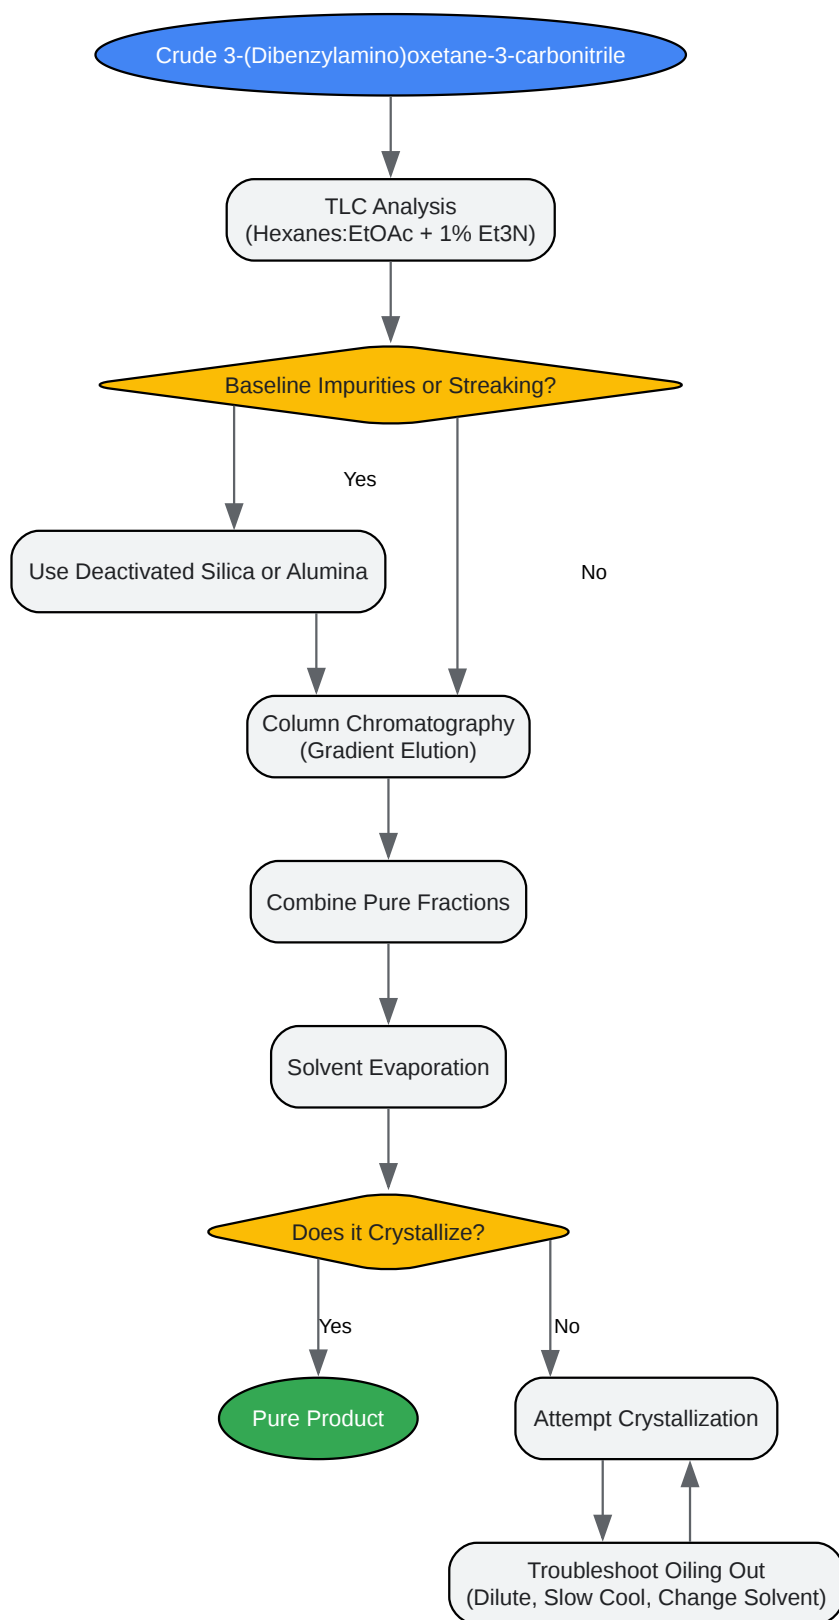 Crude 3-(Dibenzylamino)oxetane-3-carbonitrile
TLC Analysis
(Hexanes:EtOAc + 1% Et3N)
Baseline Impurities or Streaking?
Yes
No
Use Deactivated Silica or Alumina
Column Chromatography
(Gradient Elution)
Combine Pure Fractions
Solvent Evaporation
Does it Crystallize?
Yes
No
Pure Product
Attempt Crystallization
Troubleshoot Oiling Out
(Dilute, Slow Cool, Change Solvent)